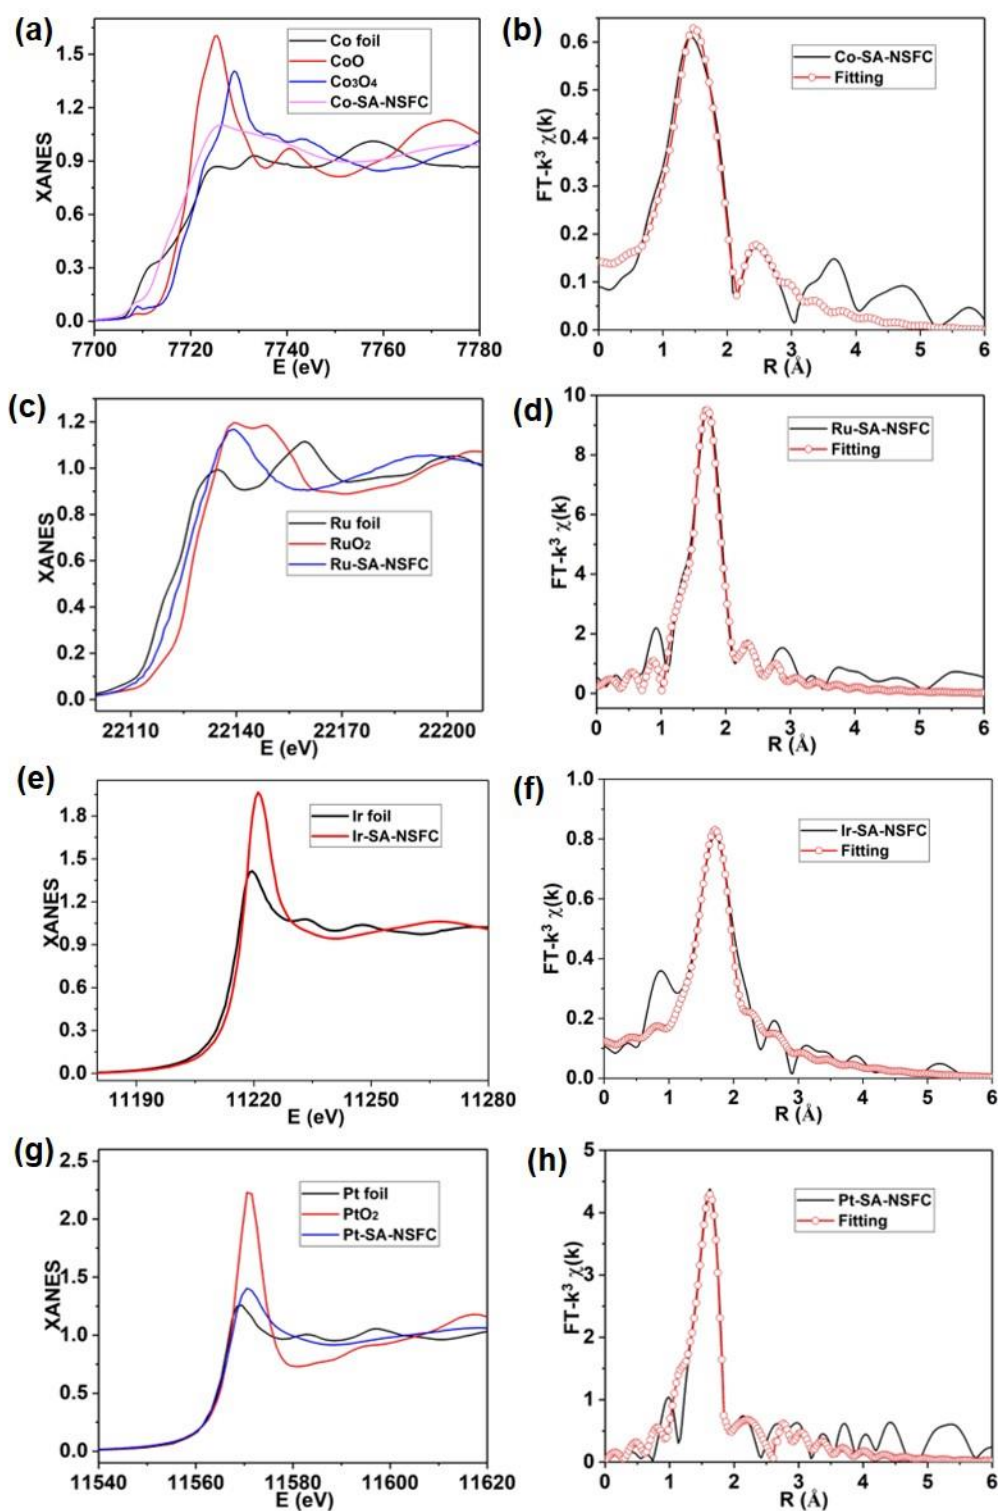 (a)
Co foil
CoO
Co₃O₄
Co-SA-NSFC
XANES
1.5
1.2
0.9
0.6
0.3
0.0
7700 7720 7740 7760 7780
E (eV)
(b)
Co-SA-NSFC
Fitting
FT-k³ χ(k)
0.6
0.5
0.4
0.3
0.2
0.1
0.0
0 1 2 3 4 5 6
R (Å)
(c)
Ru foil
RuO₂
Ru-SA-NSFC
XANES
1.2
1.0
0.8
0.6
0.4
0.2
0.0
22110 22140 22170 22200
E (eV)
(d)
Ru-SA-NSFC
Fitting
FT-k³ χ(k)
10
8
6
4
2
0
0 1 2 3 4 5 6
R (Å)
(e)
Ir foil
Ir-SA-NSFC
XANES
1.8
1.5
1.2
0.9
0.6
0.3
0.0
11190 11220 11250 11280
E (eV)
(f)
Ir-SA-NSFC
Fitting
FT-k³ χ(k)
1.0
0.8
0.6
0.4
0.2
0.0
0 1 2 3 4 5 6
R (Å)
(g)
Pt foil
PtO₂
Pt-SA-NSFC
XANES
2.5
2.0
1.5
1.0
0.5
0.0
11540 11560 11580 11600 11620
E (eV)
(h)
Pt-SA-NSFC
Fitting
FT-k³ χ(k)
5
4
3
2
1
0
0 1 2 3 4 5 6
R (Å)